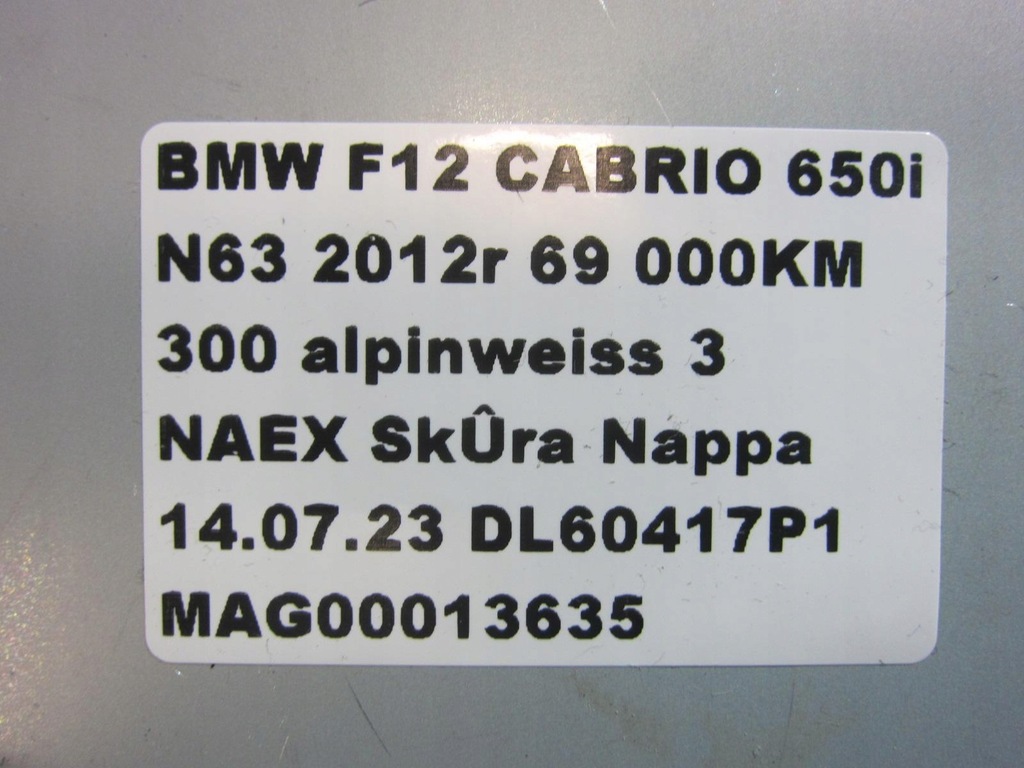 BMW F12 CABRIO 650i
N63 2012r 69 000KM
300 alpinweiss 3
NAEX SkÛra Nappa
14.07.23 DL60417P1
MAG00013635